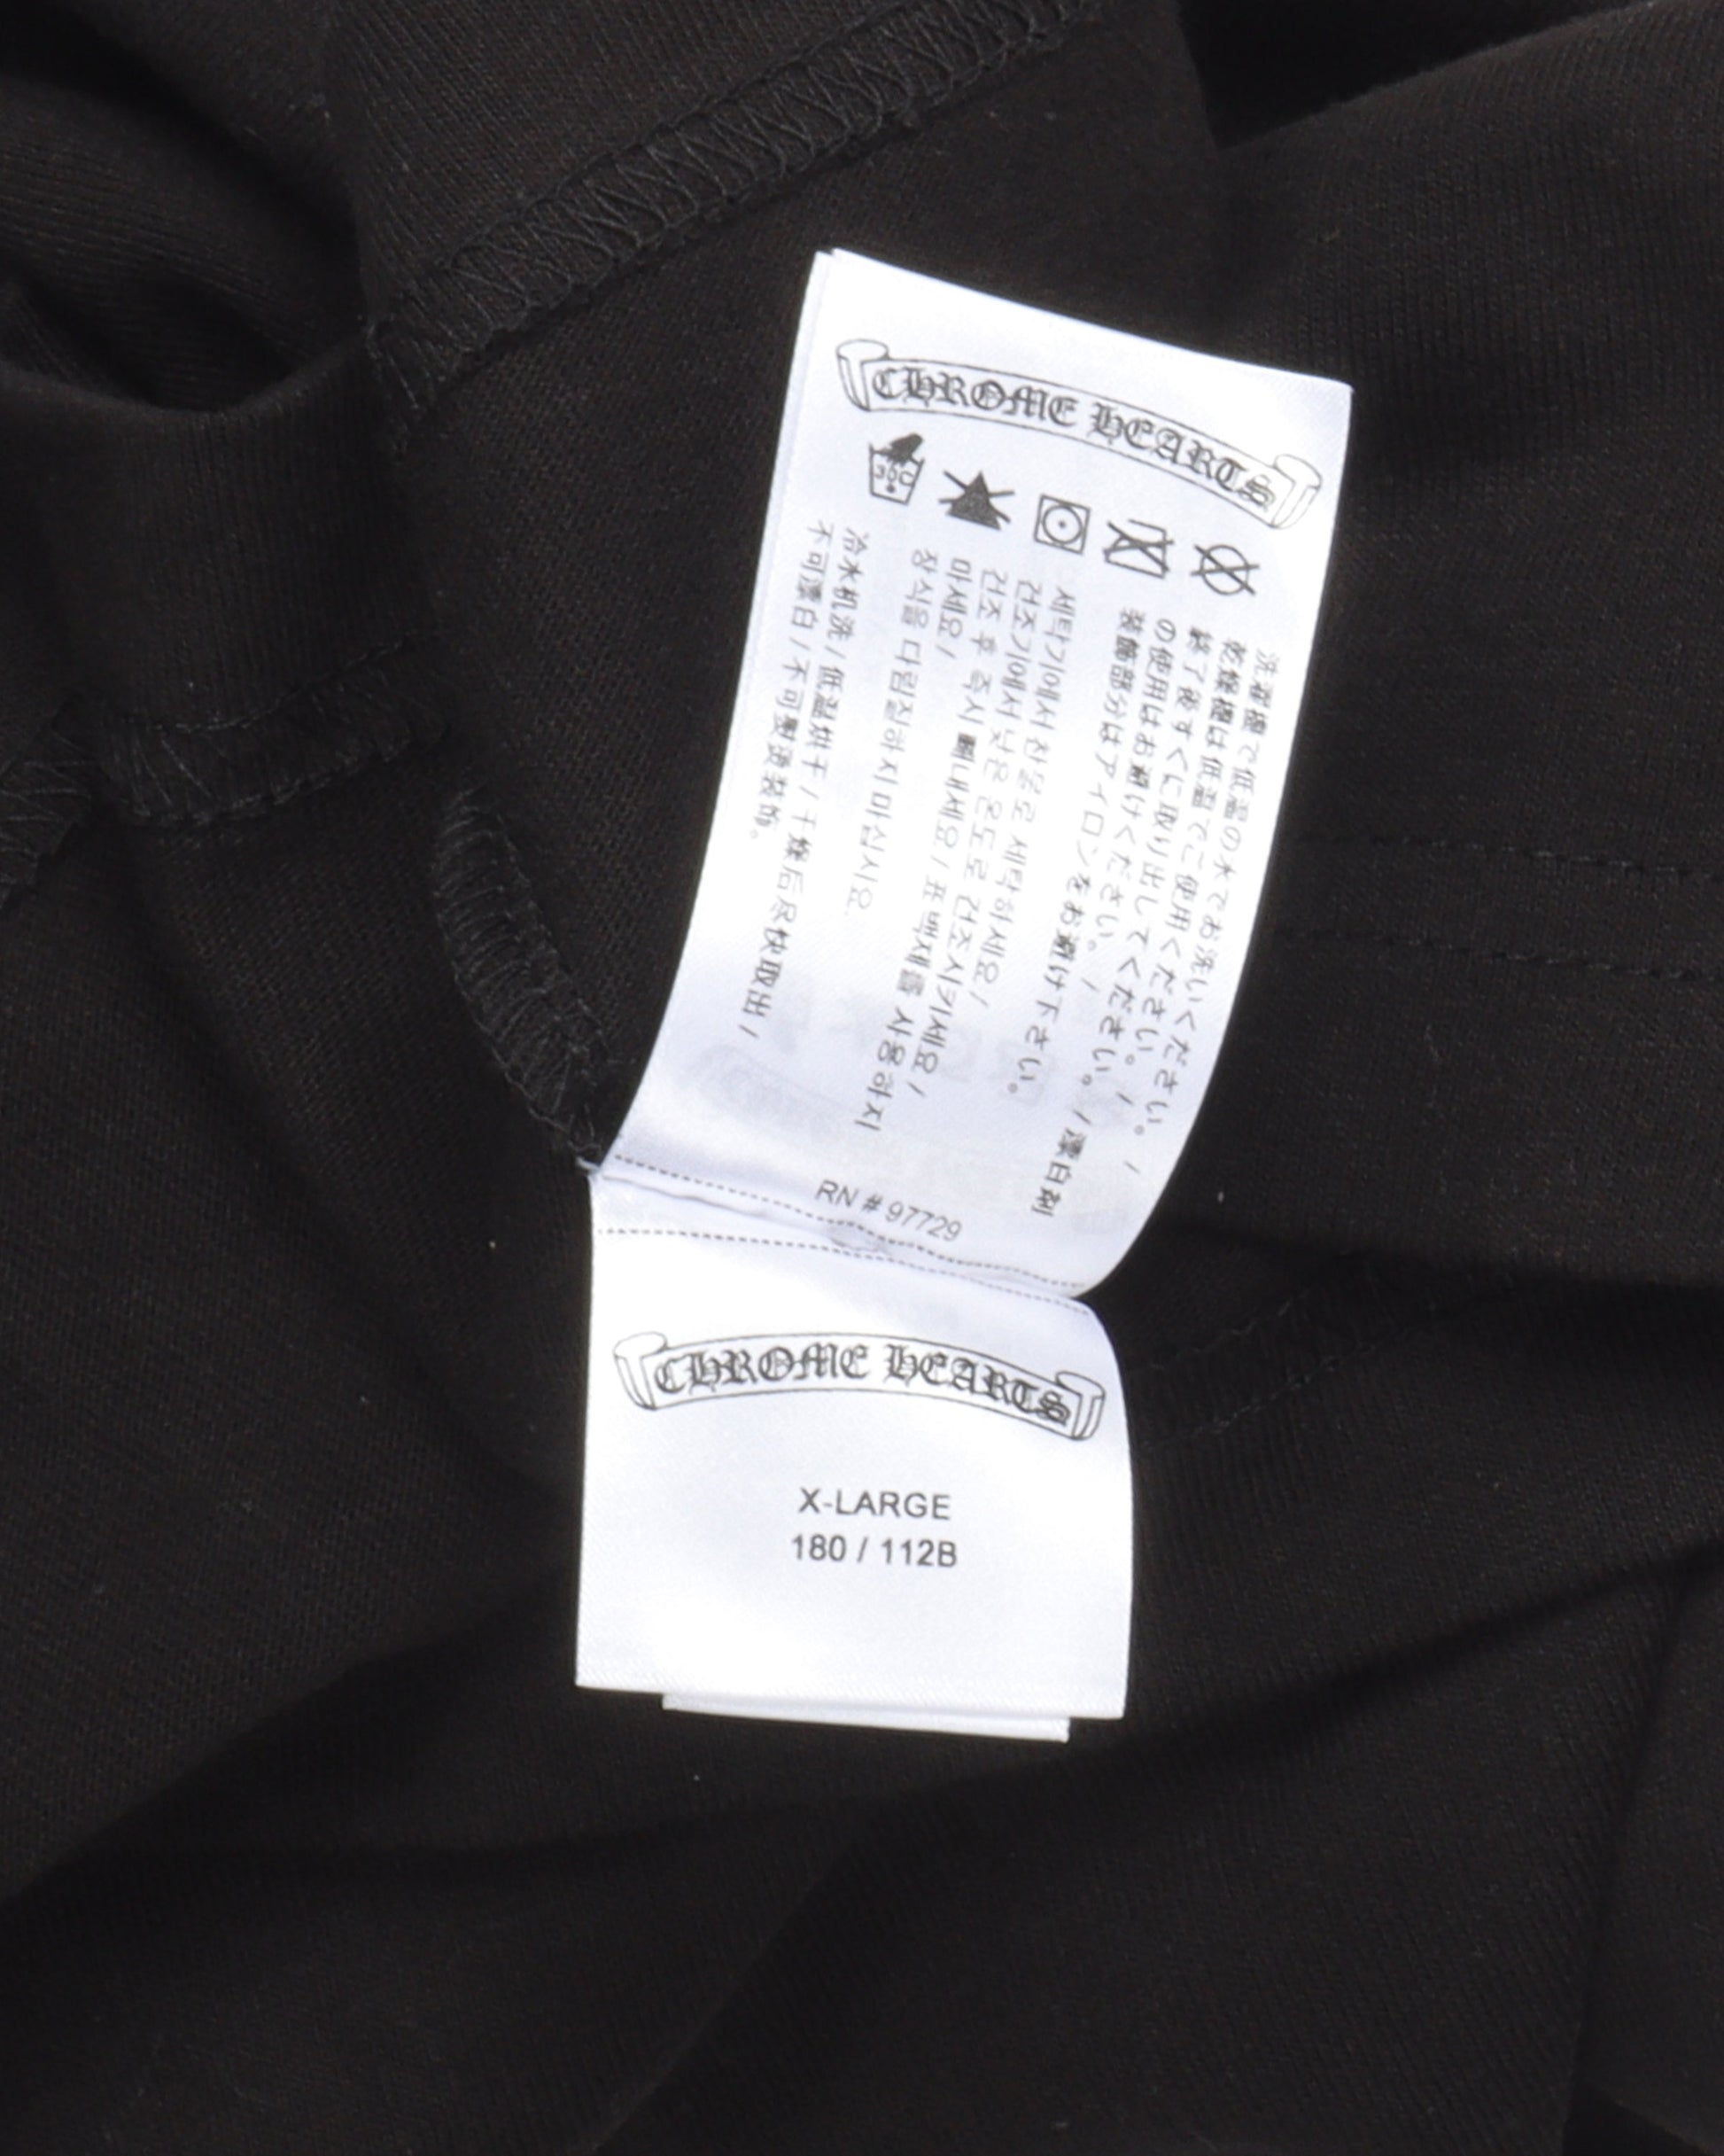 CHROME HEARTS
30C
洗濯機で低温の水でお洗いください。 /
乾燥機は低温でご使用ください。 /
終了後すぐに取り出してください。 / 漂白剤
の使用はお避けください。 /
装飾部分はアイロンをお避け下さい。
세탁기에서 찬물로 세탁하세요 /
건조기에서 낮은 온도로 건조시키세요 /
건조 후 즉시 빼내세요 / 표백제를 사용하지
마세요 /
장식을 다림질하지 마십시요.
冷水机洗 / 低温烘干 / 干燥后尽快取出 /
不可漂白 / 不可熨烫装饰。
RN # 97729
CHROME HEARTS
X-LARGE
180 / 112B